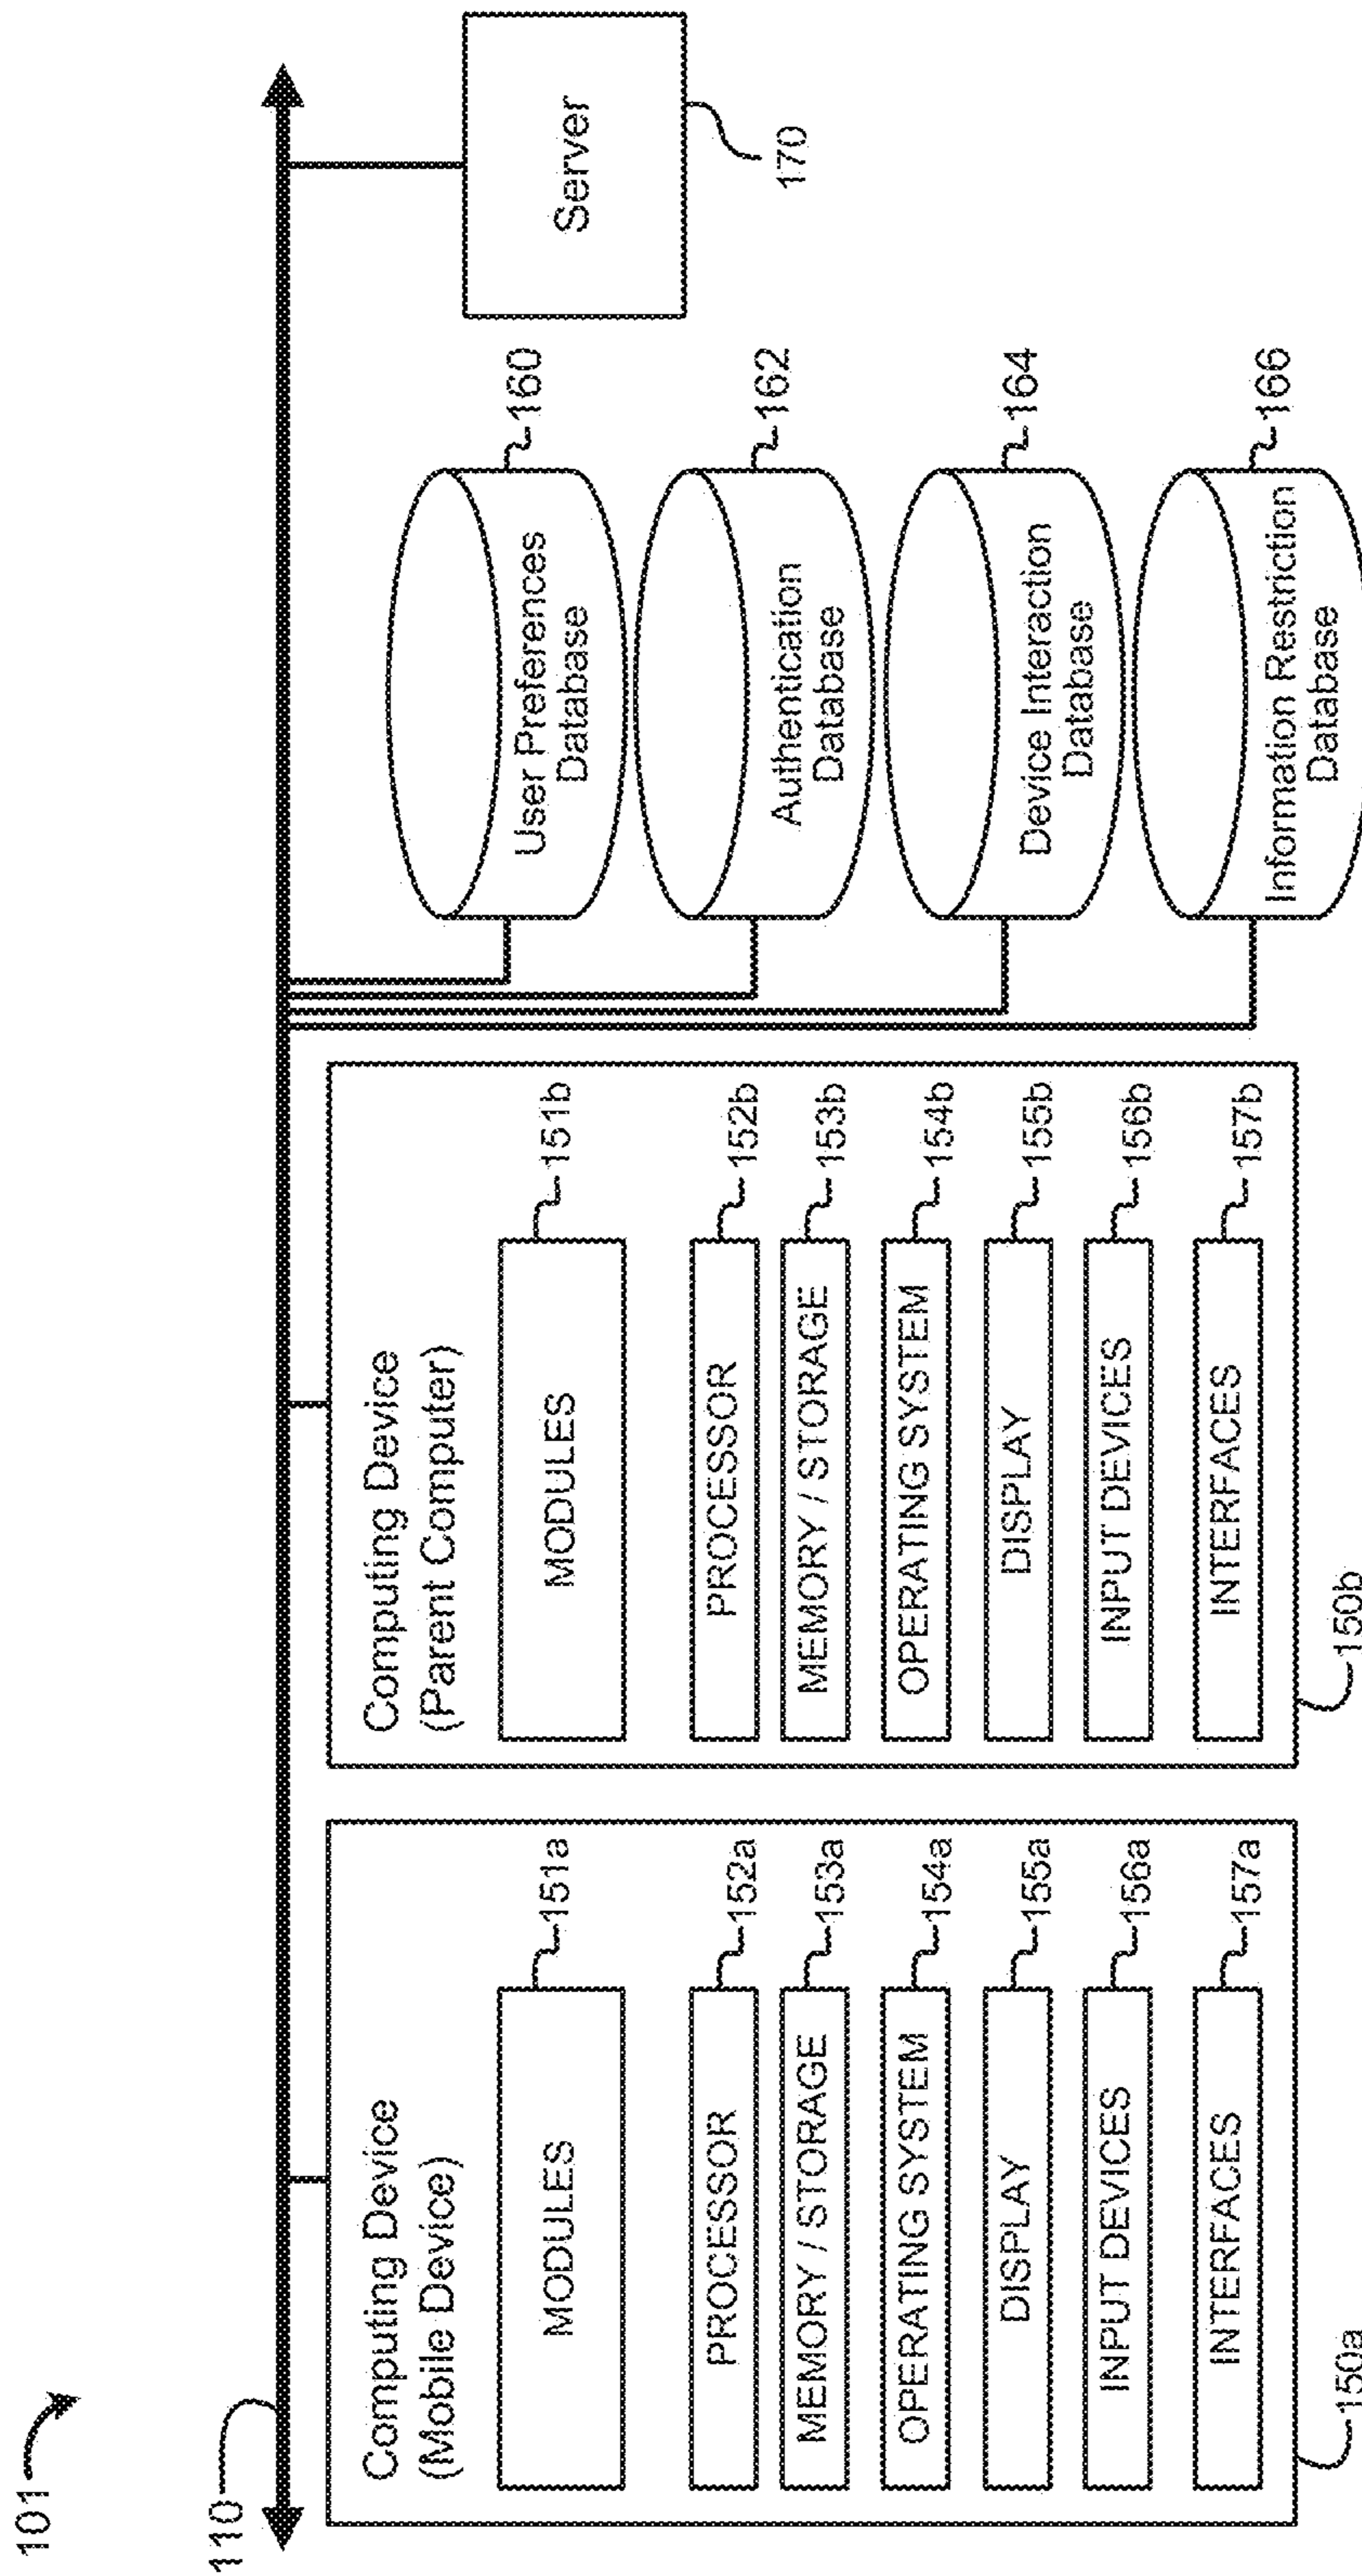 101
110
Computing Device
(Mobile Device)
MODULES
151a
PROCESSOR
152a
MEMORY / STORAGE
153a
OPERATING SYSTEM
154a
DISPLAY
155a
INPUT DEVICES
156a
INTERFACES
157a
150a
Computing Device
(Parent Computer)
MODULES
151b
PROCESSOR
152b
MEMORY / STORAGE
153b
OPERATING SYSTEM
154b
DISPLAY
155b
INPUT DEVICES
156b
INTERFACES
157b
150b
User Preferences
Database
160
Authentication
Database
162
Device Interaction
Database
164
Information Restriction
Database
166
Server
170